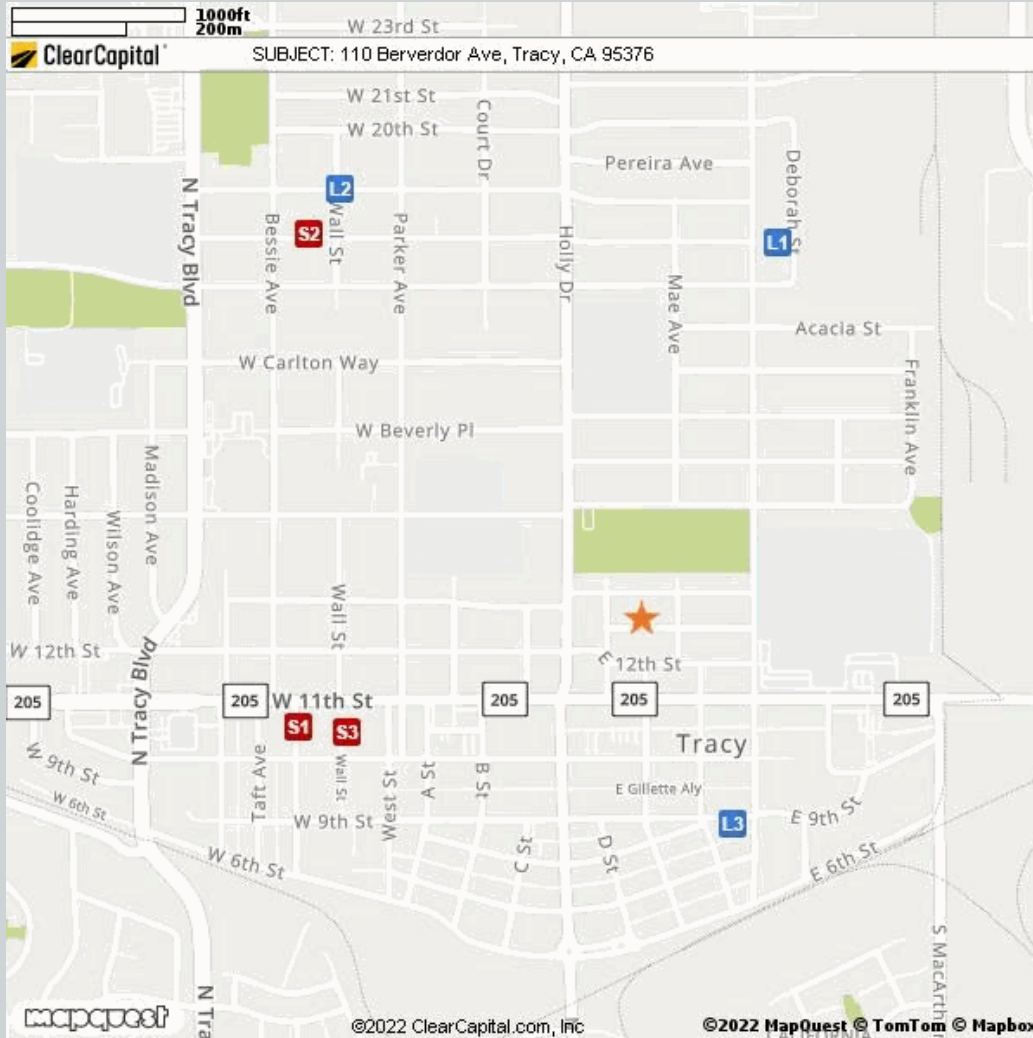 1000ft
200m
W 23rd St
ClearCapital
SUBJECT: 110 Berverdor Ave, Tracy, CA 95376
W 21st St
Court Dr
W 20th St
Pereira Ave
Deborah St
N Tracy Blvd
L2
Bessie Ave
Wall St
Parker Ave
S2
L1
Holly Dr
Mae Ave
Acacia St
W Carlton Way
Franklin Ave
W Beverly Pl
Madison Ave
Coolidge Ave
Harding Ave
Wilson Ave
Wall St
W 12th St
N Tracy Blvd
E 12th St
205
205
W 11th St
205
205
205
S1
S3
Tracy
W 9th St
Taft Ave
Wall St
West St
A St
B St
E Gillette Aly
W 6th St
W 9th St
L3
E 9th St
C St
D St
W 6th St
E 6th St
S MacArthur
N Tra
mapquest
©2022 ClearCapital.com, Inc
CALIFORNIA
©2022 MapQuest © TomTom © Mapbox